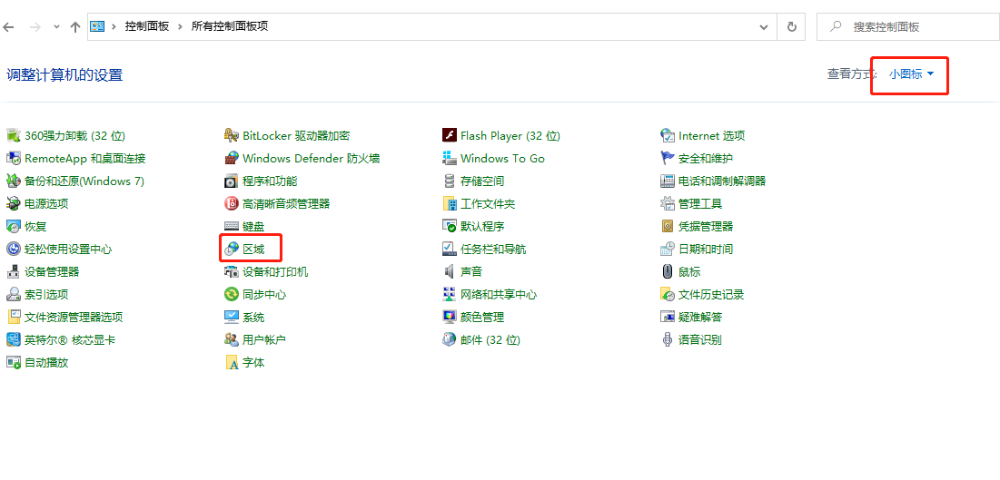 控制面板 › 所有控制面板项
搜索控制面板
调整计算机的设置
查看方式: 小图标
360强力卸载 (32 位)
BitLocker 驱动器加密
Flash Player (32 位)
Internet 选项
RemoteApp 和桌面连接
Windows Defender 防火墙
Windows To Go
安全和维护
备份和还原(Windows 7)
程序和功能
存储空间
电话和调制解调器
电源选项
高清晰音频管理器
工作文件夹
管理工具
恢复
键盘
默认程序
凭据管理器
轻松使用设置中心
区域
任务栏和导航
日期和时间
设备管理器
设备和打印机
声音
鼠标
索引选项
同步中心
网络和共享中心
文件历史记录
文件资源管理器选项
系统
颜色管理
疑难解答
英特尔® 核芯显卡
用户帐户
邮件 (32 位)
语音识别
自动播放
字体